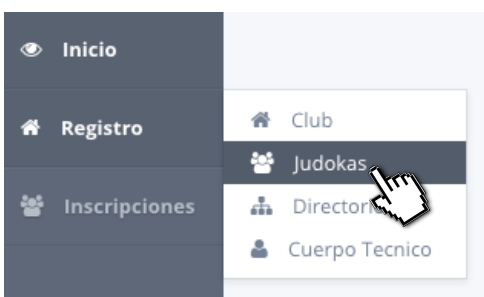 Inicio
Registro
Inscripciones
Club
Judokas
Cuerpo Tecnico